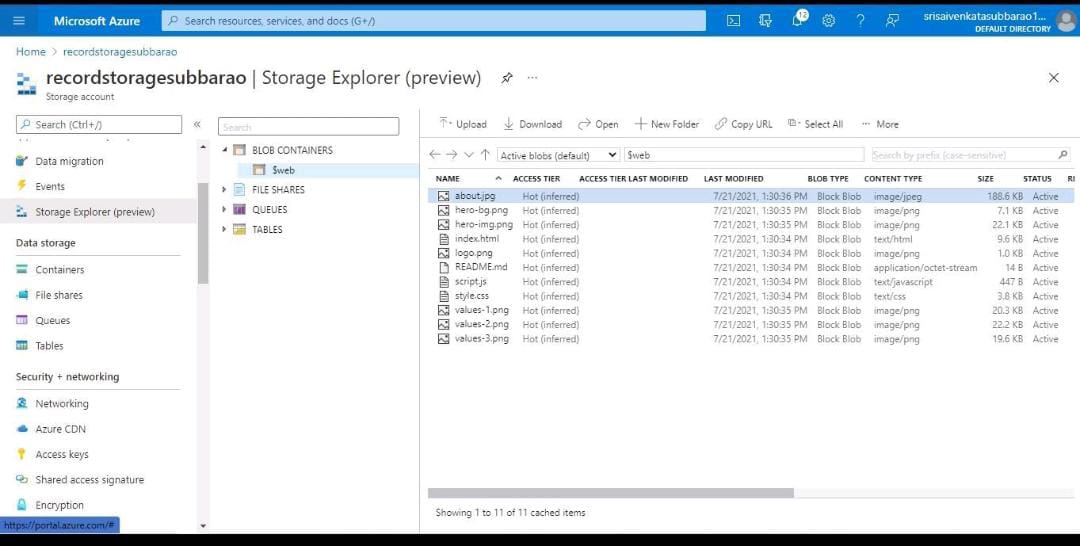 Microsoft Azure
Search resources, services, and docs (G+/)
12
srisaivenkatasubbarao1...
DEFAULT DIRECTORY
Home > recordstoragesubbarao
recordstoragesubbarao | Storage Explorer (preview)
Storage account
Search (Ctrl+/)
Data migration
Events
Storage Explorer (preview)
Data storage
Containers
File shares
Queues
Tables
Security + networking
Networking
Azure CDN
Access keys
Shared access signature
Encryption
https://portal.azure.com/#
Search
BLOB CONTAINERS
$web
FILE SHARES
QUEUES
TABLES
Upload Download Open New Folder Copy URL Select All ... More
Active blobs (default) $web Search by prefix (case-sensitive)
NAME ACCESS TIER ACCESS TIER LAST MODIFIED LAST MODIFIED BLOB TYPE CONTENT TYPE SIZE STATUS RE
about.jpg Hot (inferred) 7/21/2021, 1:30:36 PM Block Blob image/jpeg 188.6 KB Active
hero-bg.png Hot (inferred) 7/21/2021, 1:30:35 PM Block Blob image/png 7.1 KB Active
hero-img.png Hot (inferred) 7/21/2021, 1:30:35 PM Block Blob image/png 22.1 KB Active
index.html Hot (inferred) 7/21/2021, 1:30:34 PM Block Blob text/html 9.6 KB Active
logo.png Hot (inferred) 7/21/2021, 1:30:34 PM Block Blob image/png 1.0 KB Active
README.md Hot (inferred) 7/21/2021, 1:30:34 PM Block Blob application/octet-stream 14 B Active
script.js Hot (inferred) 7/21/2021, 1:30:34 PM Block Blob text/javascript 447 B Active
style.css Hot (inferred) 7/21/2021, 1:30:34 PM Block Blob text/css 3.8 KB Active
values-1.png Hot (inferred) 7/21/2021, 1:30:35 PM Block Blob image/png 20.3 KB Active
values-2.png Hot (inferred) 7/21/2021, 1:30:35 PM Block Blob image/png 22.2 KB Active
values-3.png Hot (inferred) 7/21/2021, 1:30:35 PM Block Blob image/png 19.6 KB Active
Showing 1 to 11 of 11 cached items